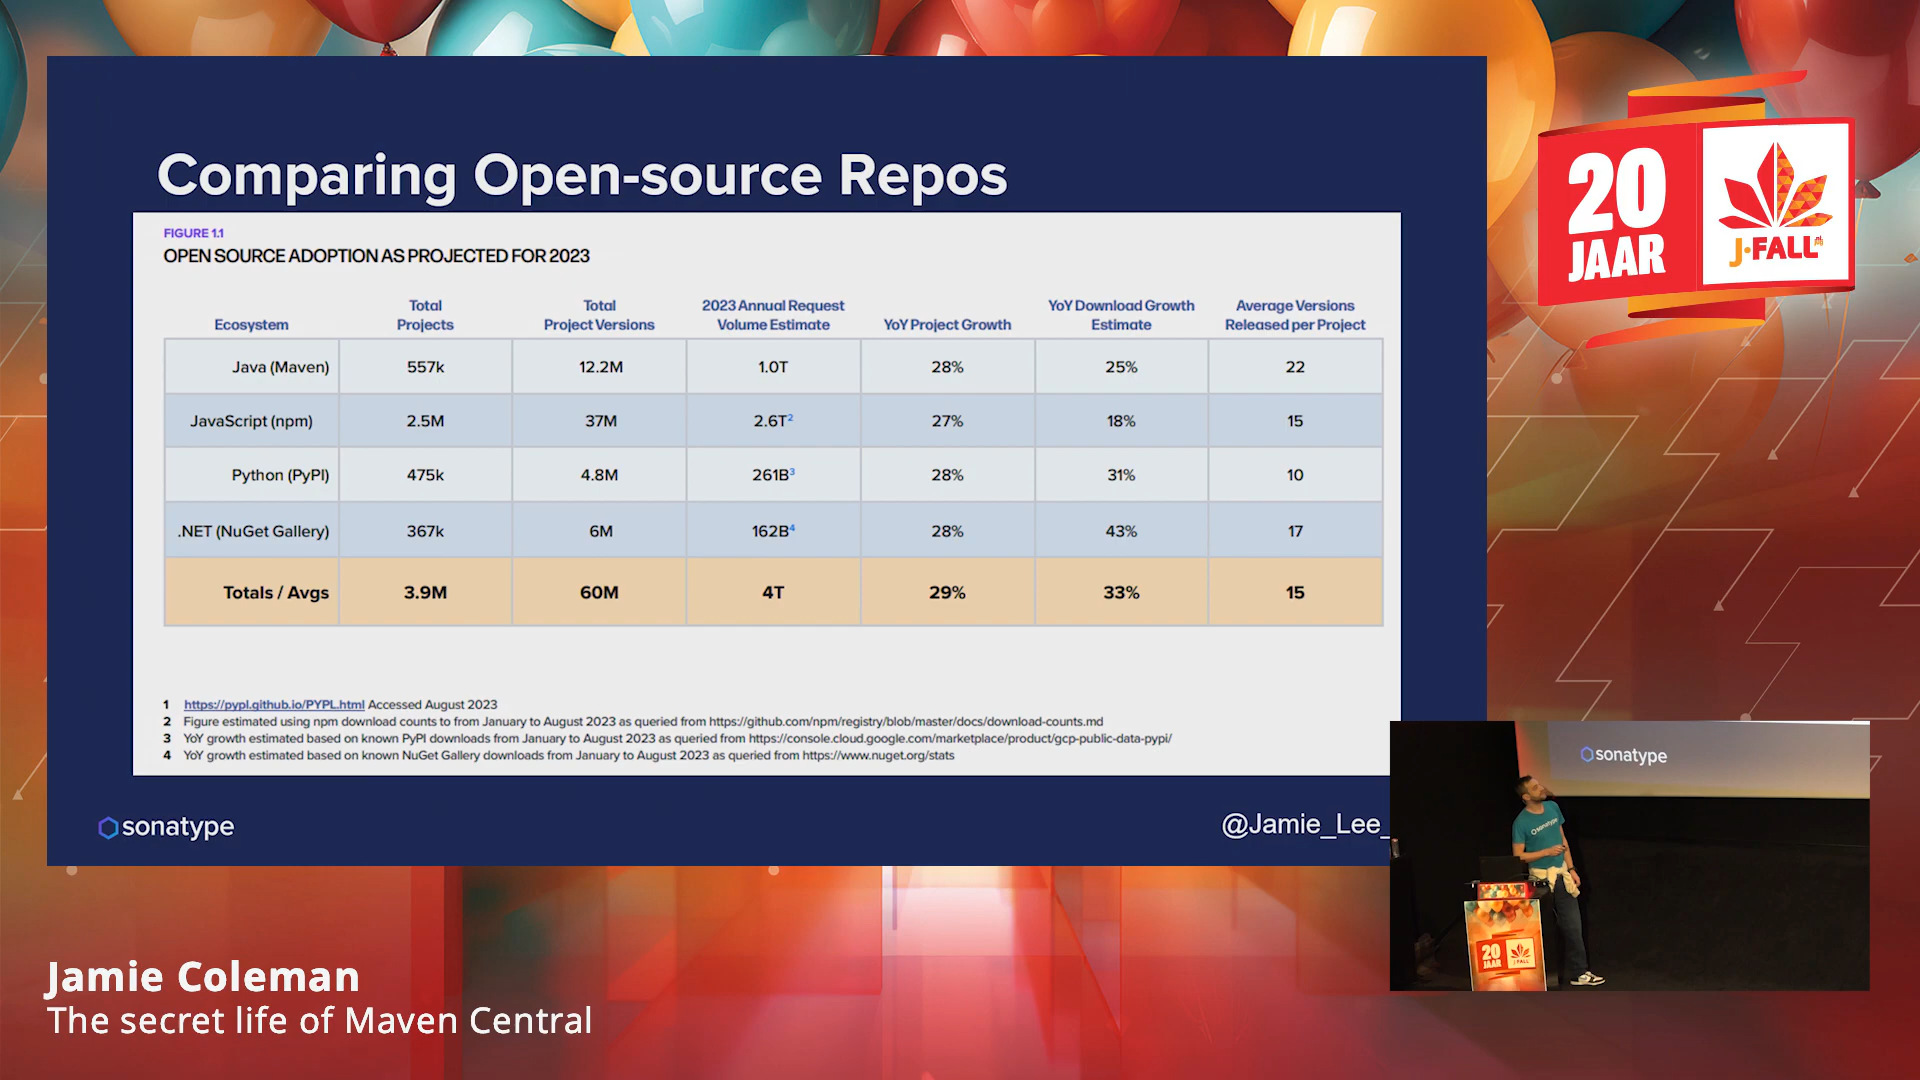 Comparing Open-source Repos
FIGURE 1.1
OPEN SOURCE ADOPTION AS PROJECTED FOR 2023
Ecosystem Total Projects Total Project Versions 2023 Annual Request Volume Estimate YoY Project Growth YoY Download Growth Estimate Average Versions Released per Project
Java (Maven) 557k 12.2M 1.0T 28% 25% 22
JavaScript (npm) 2.5M 37M 2.6T2 27% 18% 15
Python (PyPI) 475k 4.8M 261B3 28% 31% 10
.NET (NuGet Gallery) 367k 6M 162B4 28% 43% 17
Totals / Avgs 3.9M 60M 4T 29% 33% 15
1 https://pypl.github.io/PYPL.html Accessed August 2023
2 Figure estimated using npm download counts to from January to August 2023 as queried from https://github.com/npm/registry/blob/master/docs/download-counts.md
3 YoY growth estimated based on known PyPI downloads from January to August 2023 as queried from https://console.cloud.google.com/marketplace/product/gcp-public-data-pypi/
4 YoY growth estimated based on known NuGet Gallery downloads from January to August 2023 as queried from https://www.nuget.org/stats
sonatype
@Jamie_Lee_
20
JAAR
J-FALL
sonatype
sonatype
20
JAAR
J-FALL
Jamie Coleman
The secret life of Maven Central